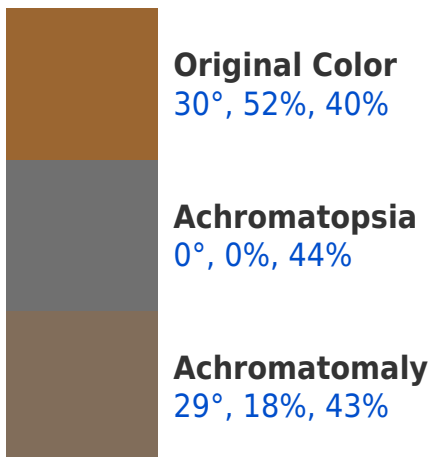 Original Color
30°, 52%, 40%
Achromatopsia
0°, 0%, 44%
Achromatomaly
29°, 18%, 43%